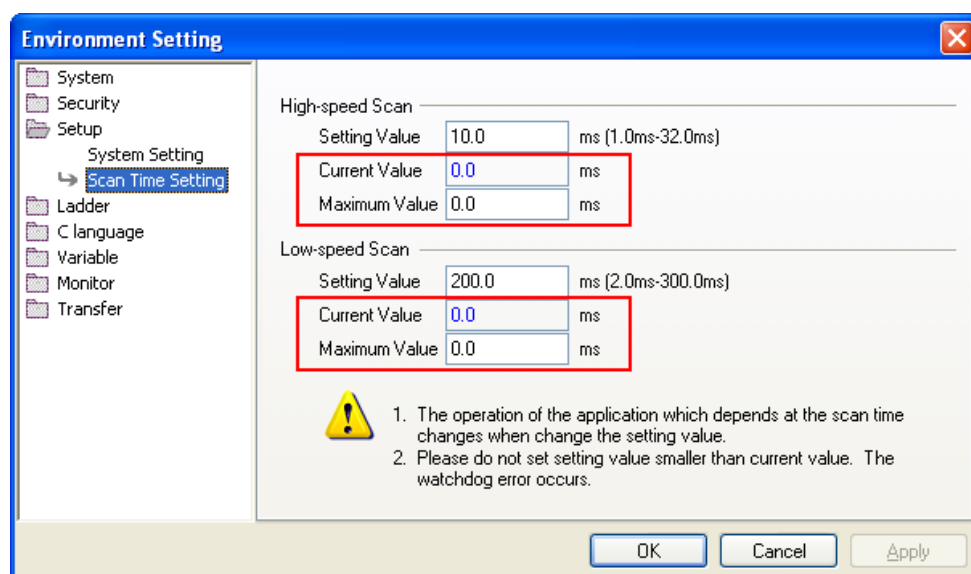 Environment Setting
System
Security
Setup
System Setting
Scan Time Setting
Ladder
C language
Variable
Monitor
Transfer
High-speed Scan
Setting Value 10.0 ms (1.0ms-32.0ms)
Current Value 0.0 ms
Maximum Value 0.0 ms
Low-speed Scan
Setting Value 200.0 ms (2.0ms-300.0ms)
Current Value 0.0 ms
Maximum Value 0.0 ms
1. The operation of the application which depends at the scan time
changes when change the setting value.
2. Please do not set setting value smaller than current value. The
watchdog error occurs.
OK Cancel Apply